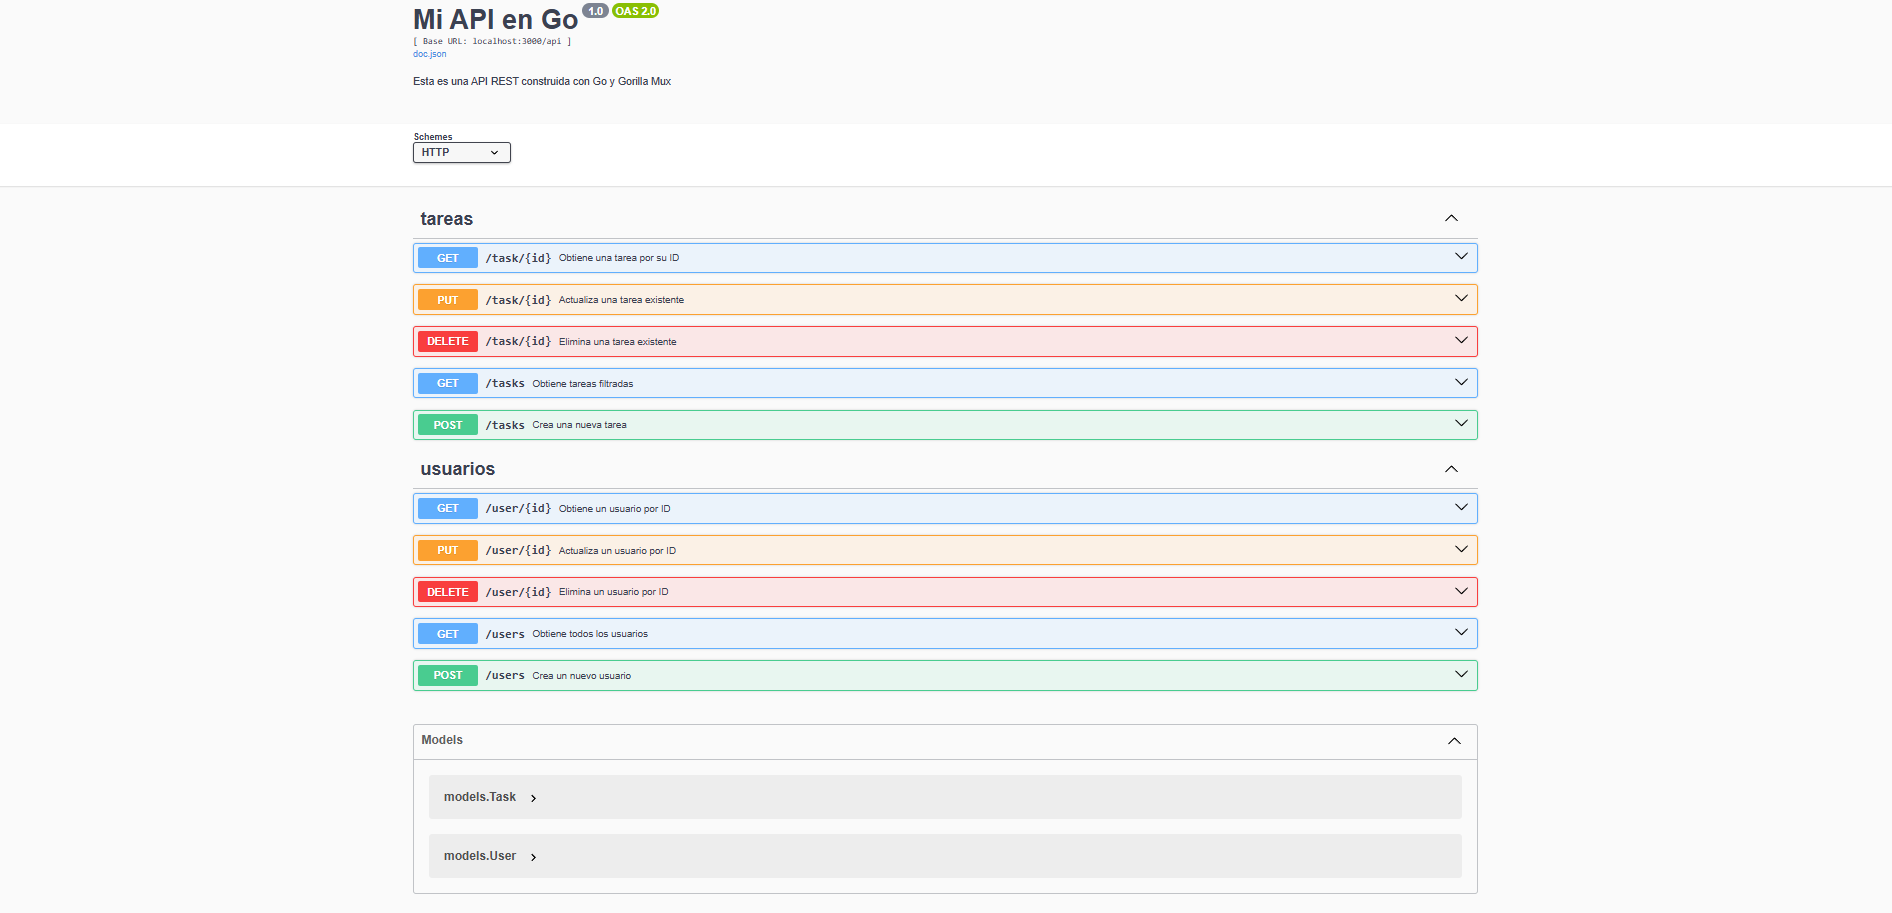 Mi API en Go 1.0 OAS 2.0
[ Base URL: localhost:3000/api ]
doc.json
Esta es una API REST construida con Go y Gorilla Mux
Schemes
HTTP
tareas
GET /task/{id} Obtiene una tarea por su ID
PUT /task/{id} Actualiza una tarea existente
DELETE /task/{id} Elimina una tarea existente
GET /tasks Obtiene tareas filtradas
POST /tasks Crea una nueva tarea
usuarios
GET /user/{id} Obtiene un usuario por ID
PUT /user/{id} Actualiza un usuario por ID
DELETE /user/{id} Elimina un usuario por ID
GET /users Obtiene todos los usuarios
POST /users Crea un nuevo usuario
Models
models.Task
models.User